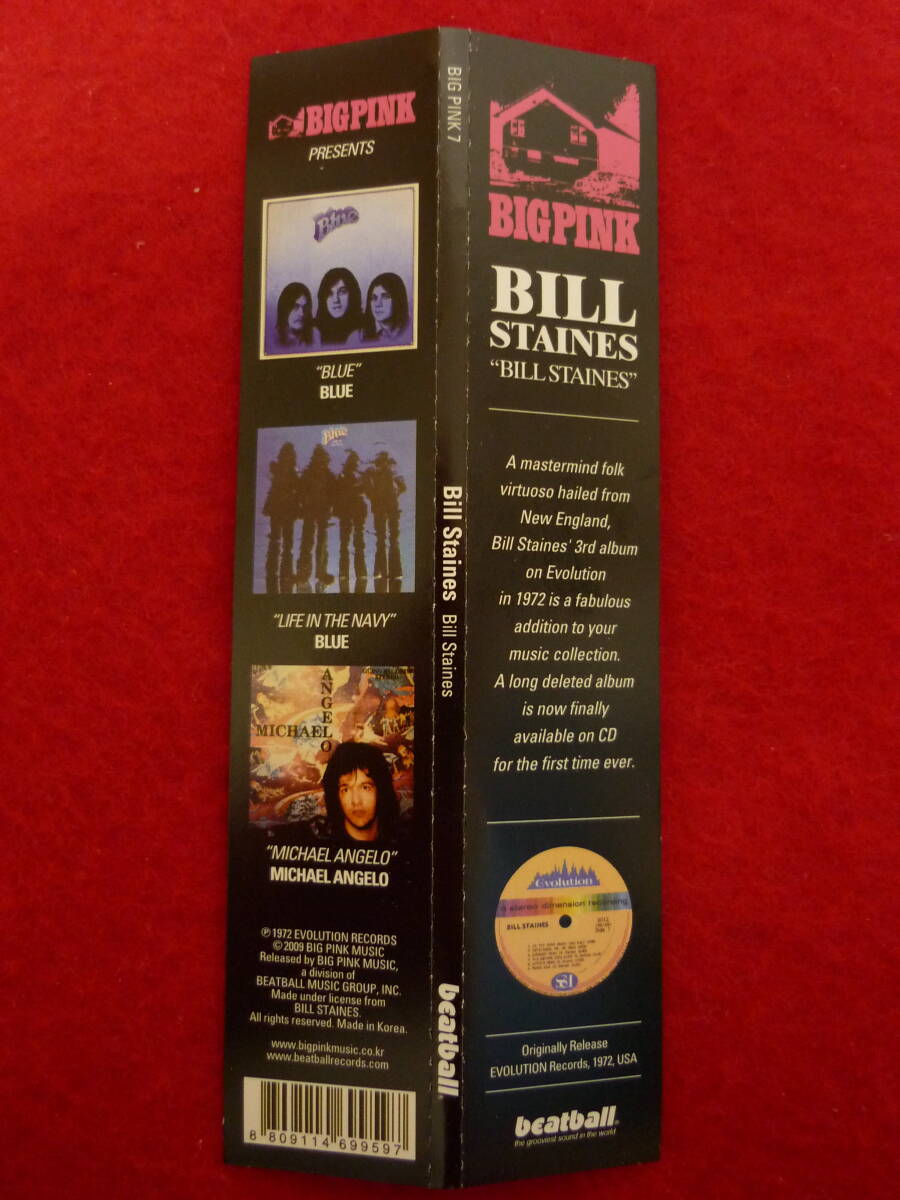 BIG PINK
PRESENTS
Blue
"BLUE"
BLUE
Blue
"LIFE IN THE NAVY"
BLUE
ANGELO
MICHAEL
"MICHAEL ANGELO"
MICHAEL ANGELO
℗ 1972 EVOLUTION RECORDS
© 2009 BIG PINK MUSIC
Released by BIG PINK MUSIC,
a division of
BEATBALL MUSIC GROUP, INC.
Made under license from
BILL STAINES.
All rights reserved. Made in Korea.
www.bigpinkmusic.co.kr
www.beatballrecords.com
8 809114 699597
BIG PINK 7
Bill Staines Bill Staines
beatball
BIG PINK
BILL
STAINES
"BILL STAINES"
A mastermind folk
virtuoso hailed from
New England,
Bill Staines' 3rd album
on Evolution
in 1972 is a fabulous
addition to your
music collection.
A long deleted album
is now finally
available on CD
for the first time ever.
Evolution
a stereo dimension recording
BILL STAINES
Side 1
Originally Release
EVOLUTION Records, 1972, USA
beatball
the grooviest sound in the world